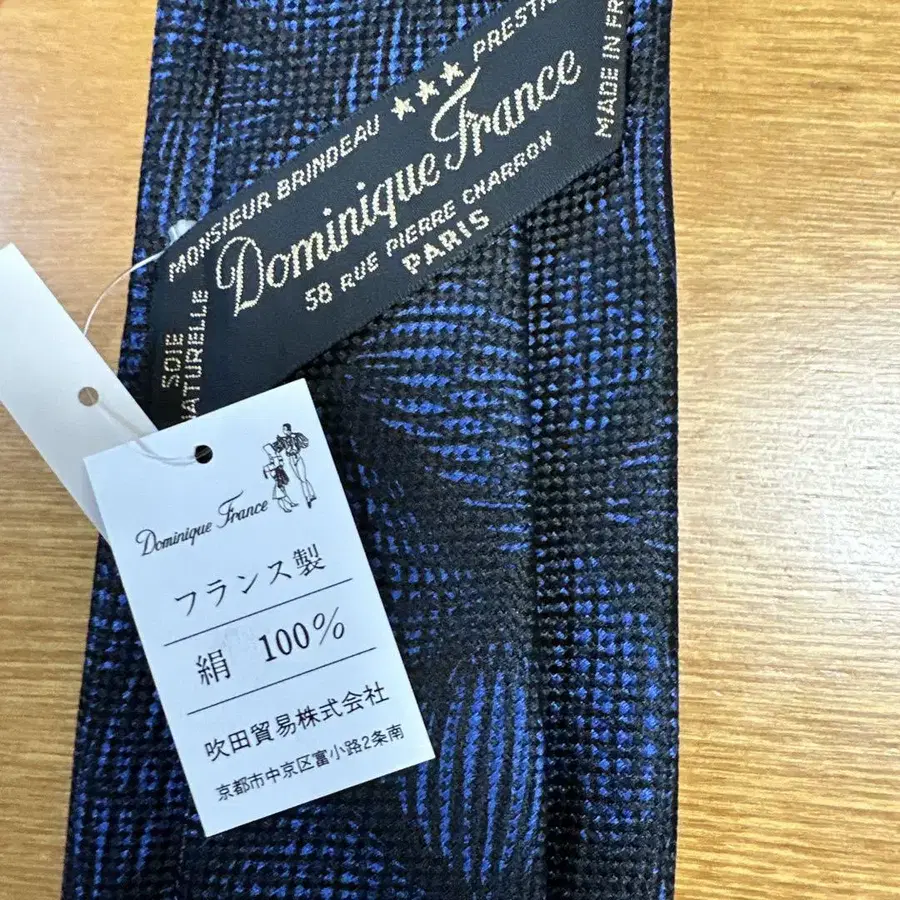 MONSIEUR BRINDEAU ★★★ PRESTI
Dominique France
58 RUE PIERRE CHARRON
PARIS
SOIE
NATURELLE
MADE IN FR
Dominique France
フランス製
絹 100%
吹田貿易株式会社
京都市中京区富小路2条南